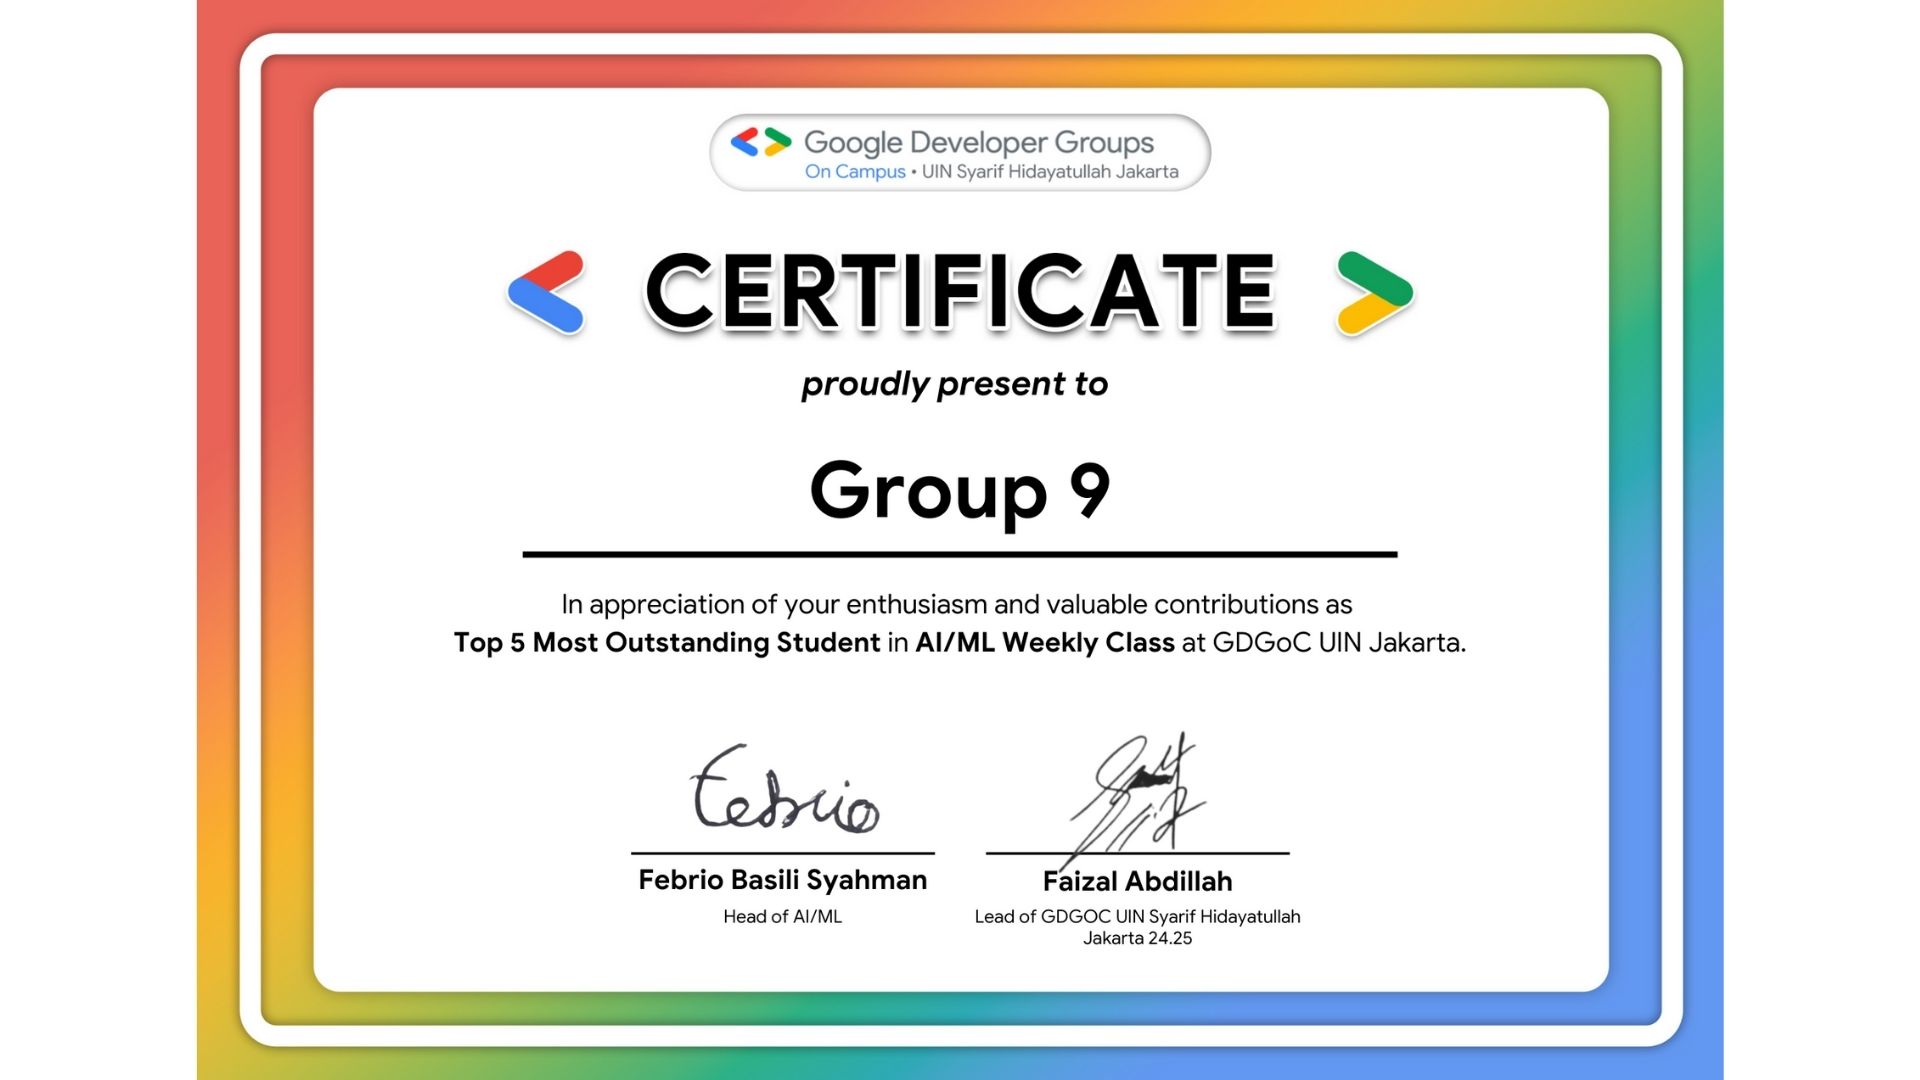 Google Developer Groups
On Campus • UIN Syarif Hidayatullah Jakarta
CERTIFICATE
proudly present to
Group 9
In appreciation of your enthusiasm and valuable contributions as
Top 5 Most Outstanding Student in AI/ML Weekly Class at GDGoC UIN Jakarta.
Febrio
Febrio Basili Syahman
Head of AI/ML
Faizal Abdillah
Lead of GDGOC UIN Syarif Hidayatullah
Jakarta 24.25